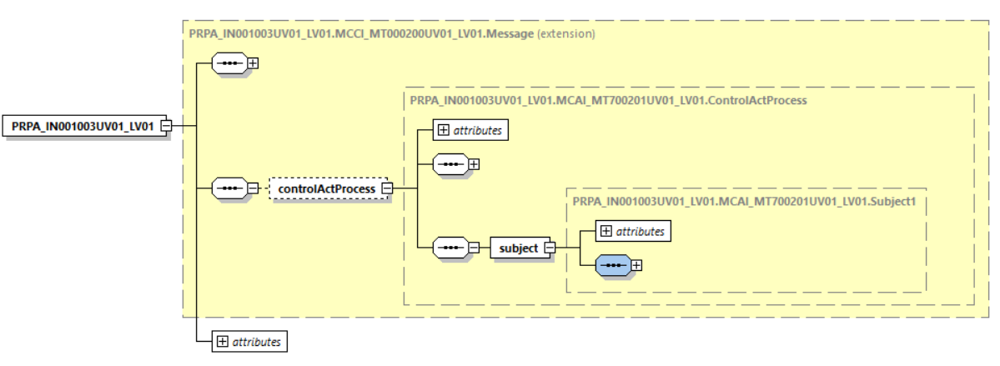 PRPA_IN001003UV01_LV01.MCCI_MT000200UV01_LV01.Message (extension)
PRPA_IN001003UV01_LV01.MCAI_MT700201UV01_LV01.ControlActProcess
PRPA_IN001003UV01_LV01
attributes
controlActProcess
PRPA_IN001003UV01_LV01.MCAI_MT700201UV01_LV01.Subject1
attributes
subject
attributes